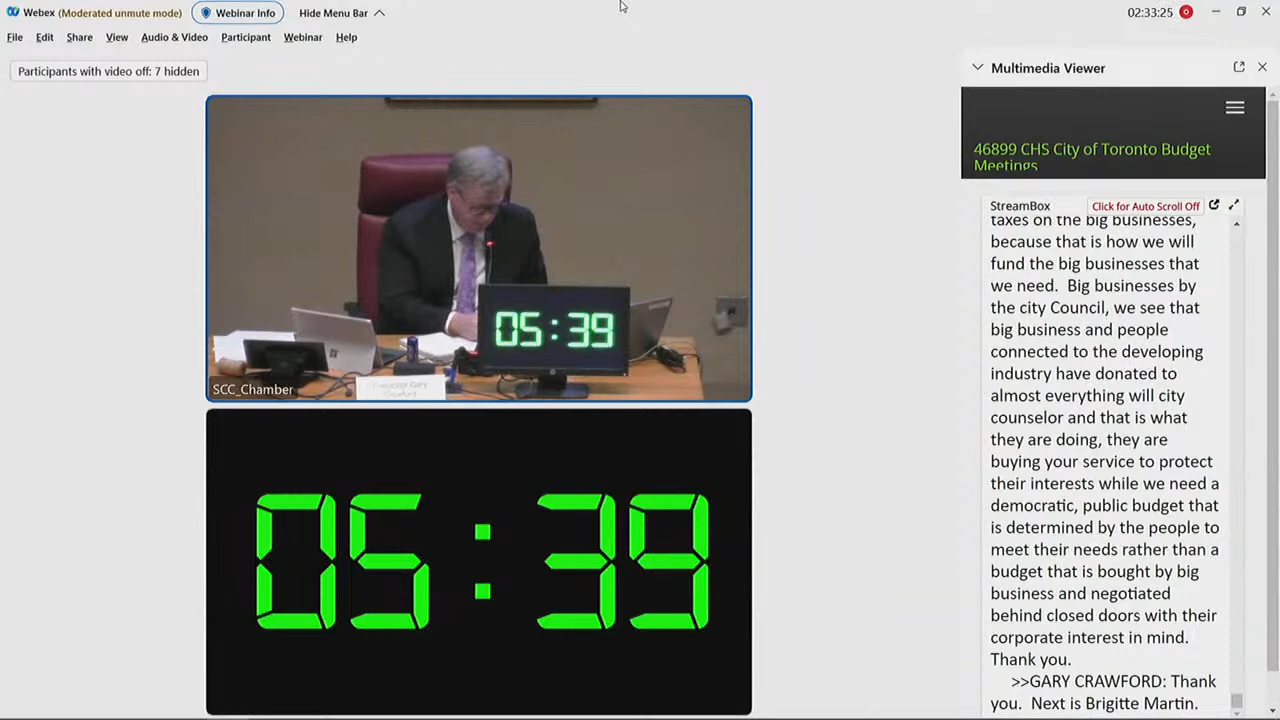 Webex (Moderated unmute mode) Webinar Info Hide Menu Bar 02:33:25
File Edit Share View Audio & Video Participant Webinar Help
Participants with video off: 7 hidden
Multimedia Viewer
46899 CHS City of Toronto Budget
Meetings
StreamBox Click for Auto Scroll Off
taxes on the big businesses,
because that is how we will
fund the big businesses that
we need. Big businesses by
the city Council, we see that
big business and people
connected to the developing
industry have donated to
almost everything will city
counselor and that is what
they are doing, they are
buying your service to protect
their interests while we need a
democratic, public budget that
is determined by the people to
meet their needs rather than a
budget that is bought by big
business and negotiated
behind closed doors with their
corporate interest in mind.
Thank you.
>>GARY CRAWFORD: Thank
you. Next is Brigitte Martin.
05:39
SCC_Chamber
05:39